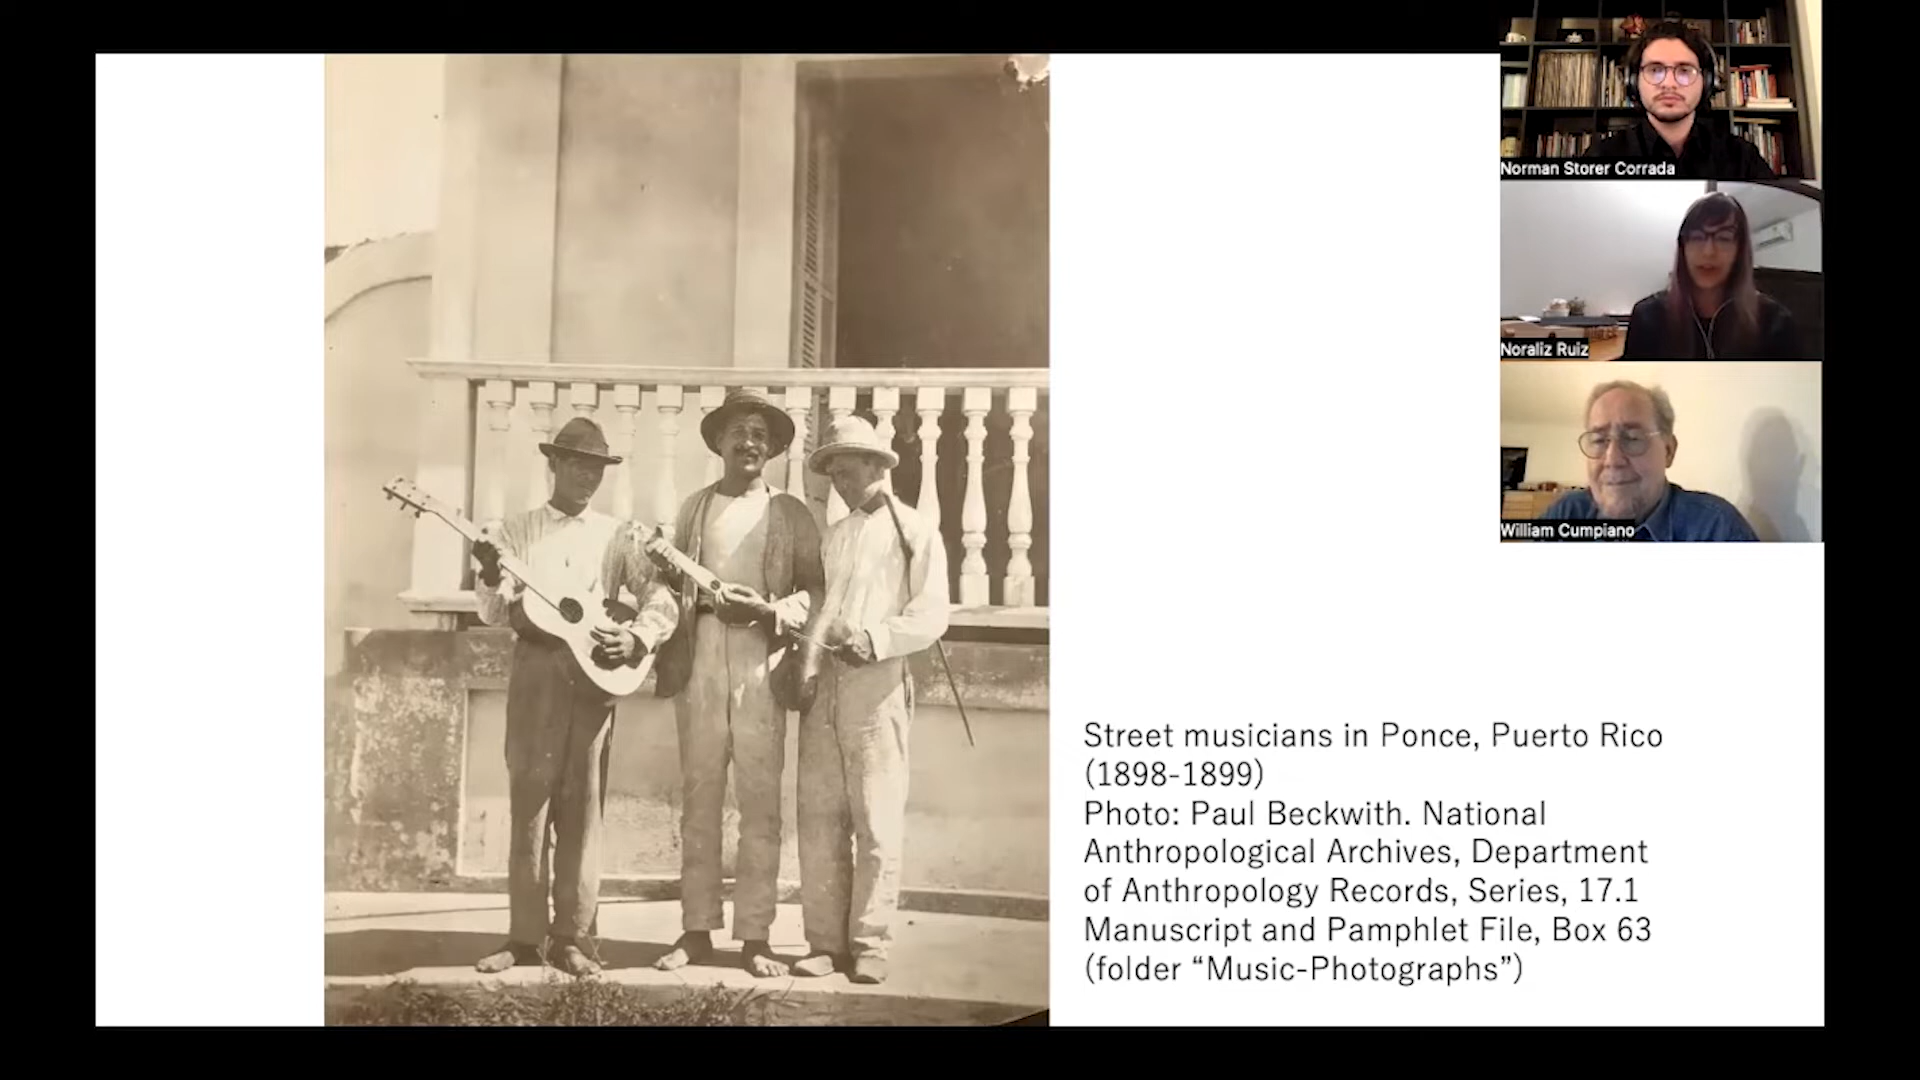 Norman Storer Corrada
Noraliz Ruiz
William Cumpiano
Street musicians in Ponce, Puerto Rico
(1898-1899)
Photo: Paul Beckwith. National
Anthropological Archives, Department
of Anthropology Records, Series, 17.1
Manuscript and Pamphlet File, Box 63
(folder “Music-Photographs”)